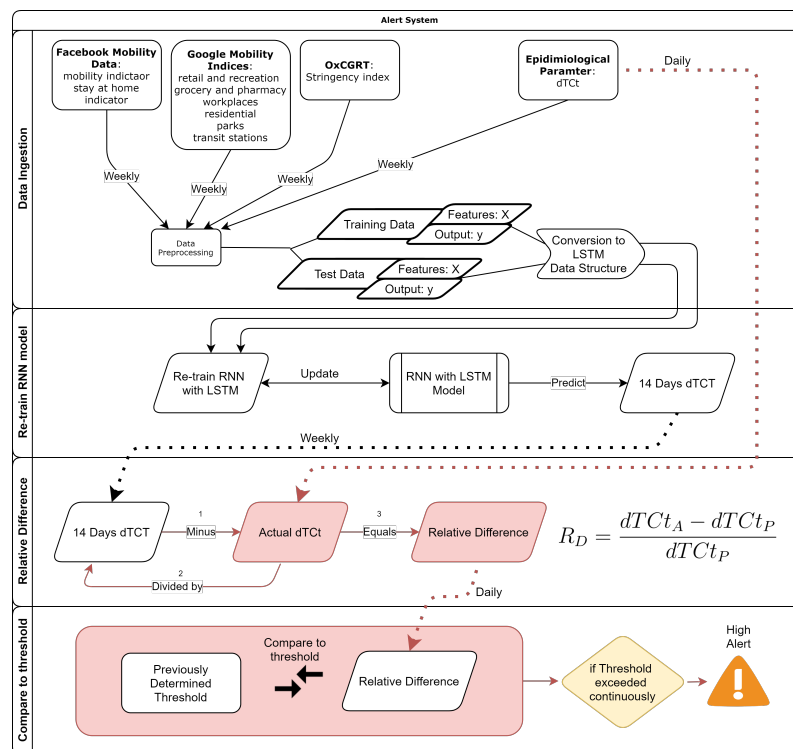 Alert System
Data Ingestion
Facebook Mobility
Data:
mobility indictaor
stay at home
indicator
Google Mobility
Indices:
retail and recreation
grocery and pharmacy
workplaces
residential
parks
transit stations
OxCGRT:
Stringency index
Epidimiological
Paramter:
dTCt
Daily
Weekly
Weekly
Weekly
Weekly
Data
Preprocessing
Training Data
Features: X
Output: y
Test Data
Features: X
Output: y
Conversion to
LSTM
Data Structure
Re-train RNN model
Re-train RNN
with LSTM
Update
RNN with LSTM
Model
Predict
14 Days dTCT
Weekly
Relative Difference
14 Days dTCT
1
Minus
Actual dTCt
3
Equals
Relative Difference
2
Divided by
R_D = \frac{dTCt_A - dTCt_P}{dTCt_P}
Daily
Compare to threshold
Previously
Determined
Threshold
Compare to
threshold
Relative Difference
if Threshold
exceeded
continuously
High
Alert